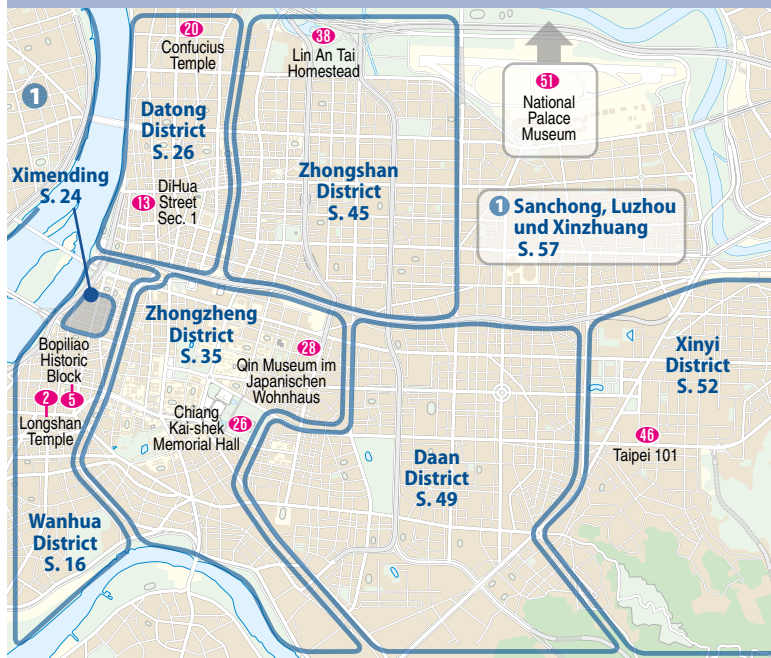 20
Confucius
Temple
38
Lin An Tai
Homestead
51
National
Palace
Museum
1
Datong
District
S. 26
Ximending
S. 24
13
DiHua
Street
Sec. 1
Zhongshan
District
S. 45
1 Sanchong, Luzhou
und Xinzhuang
S. 57
Zhongzheng
District
S. 35
Bopiliao
Historic
Block
2
5
Longshan
Temple
28
Qin Museum im
Japanischen
Wohnhaus
Chiang
Kai-shek
Memorial Hall
26
Xinyi
District
S. 52
46
Taipei 101
Daan
District
S. 49
Wanhua
District
S. 16